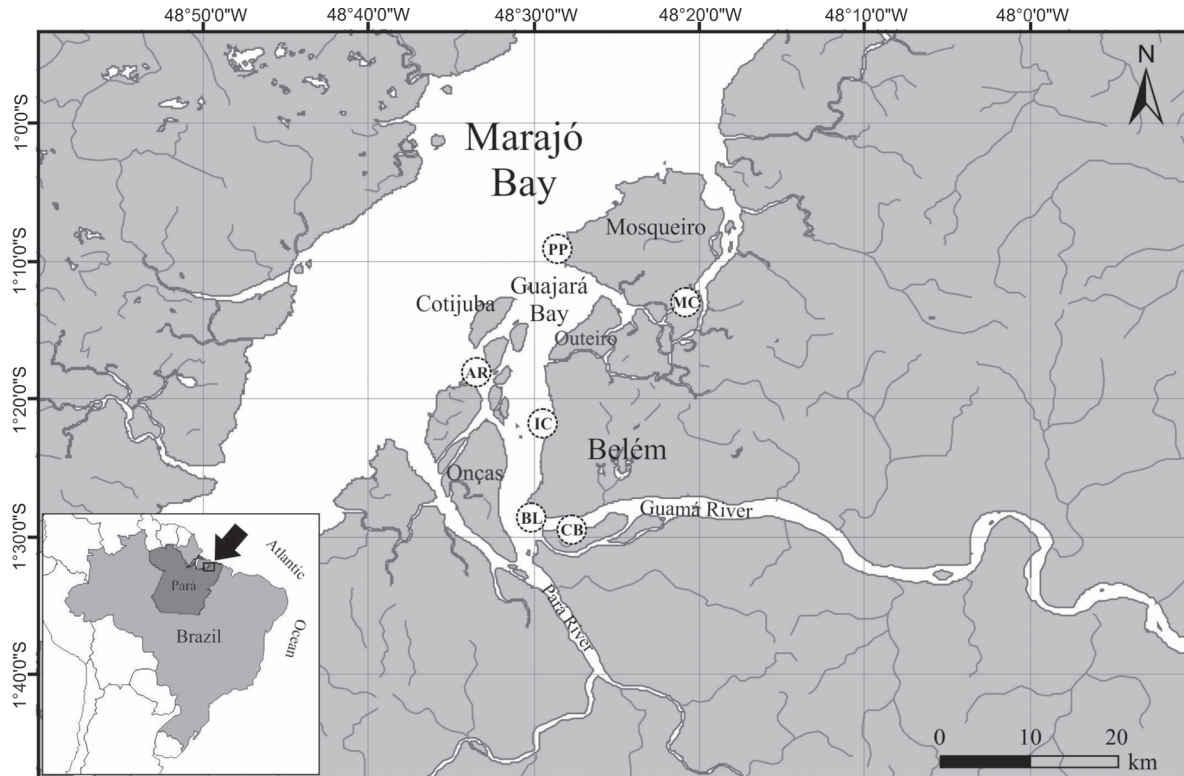 48°50'0"W
48°40'0"W
48°30'0"W
48°20'0"W
48°10'0"W
48°0'0"W
N
1°0'0"S
Marajó
Bay
Mosqueiro
PP
1°10'0"S
Guajará
Bay
Cotijuba
MC
Outeiro
AR
1°20'0"S
IC
Belém
Onças
BL
CB
Guamá River
1°30'0"S
Pará River
1°40'0"S
Atlantic
Ocean
Pará
Brazil
0
10
20
km